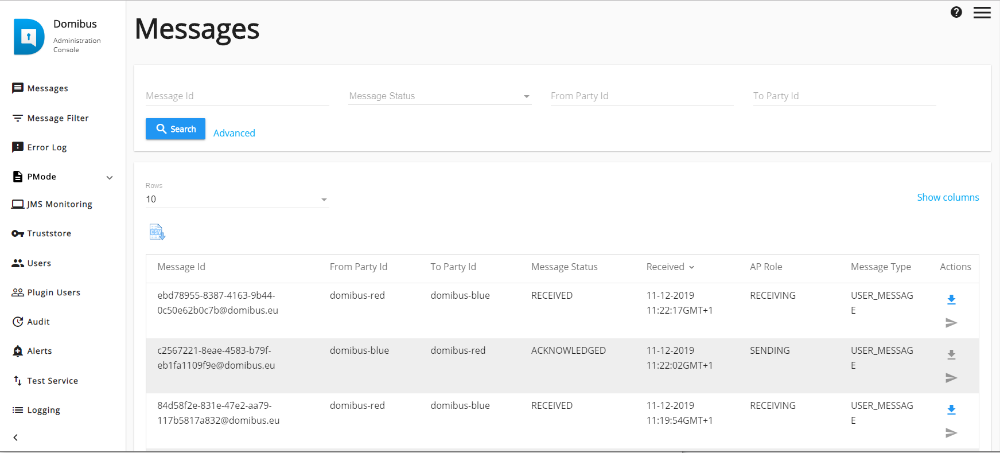 Domibus
Administration
Console
Messages
Message Filter
Error Log
PMode
JMS Monitoring
Truststore
Users
Plugin Users
Audit
Alerts
Test Service
Logging
Messages
Message Id
Message Status
From Party Id
To Party Id
Search
Advanced
Rows
10
Show columns
CSV
Message Id From Party Id To Party Id Message Status Received AP Role Message Type Actions
ebd78955-8387-4163-9b44- domibus-red domibus-blue RECEIVED 11-12-2019 RECEIVING USER_MESSAG
0c50e62b0c7b@domibus.eu 11:22:17GMT+1 E
c2567221-8eae-4583-b79f- domibus-blue domibus-red ACKNOWLEDGED 11-12-2019 SENDING USER_MESSAG
eb1fa1109f9e@domibus.eu 11:22:02GMT+1 E
84d58f2e-831e-47e2-aa79- domibus-red domibus-blue RECEIVED 11-12-2019 RECEIVING USER_MESSAG
117b5817a832@domibus.eu 11:19:54GMT+1 E